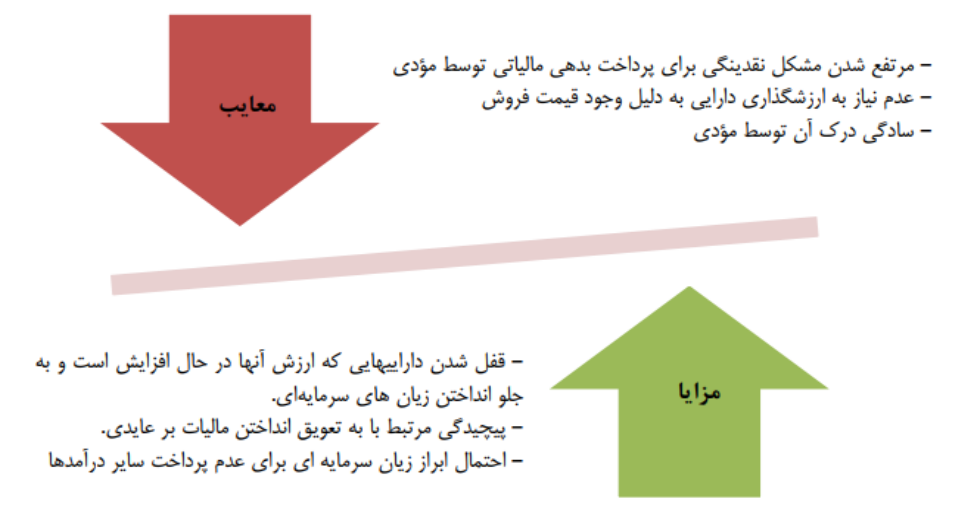 معایب
– مرتفع شدن مشکل نقدینگی برای پرداخت بدهی مالیاتی توسط مؤدی
– عدم نیاز به ارزشگذاری دارایی به دلیل وجود قیمت فروش
– سادگی درک آن توسط مؤدی
– قفل شدن داراییهایی که ارزش آنها در حال افزایش است و به
جلو انداختن زیان های سرمایه‌ای.
– پیچیدگی مرتبط با به تعویق انداختن مالیات بر عایدی.
– احتمال ابراز زیان سرمایه ای برای عدم پرداخت سایر درآمدها
مزایا